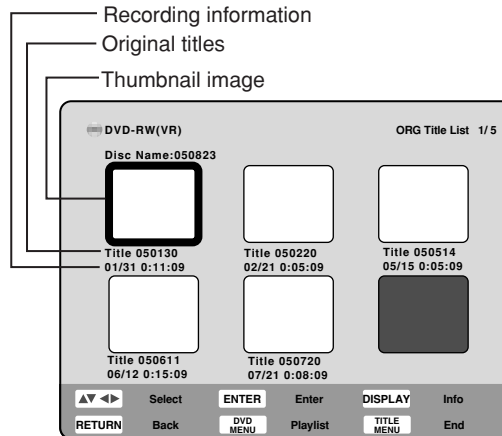 Recording information
Original titles
Thumbnail image
DVD-RW(VR) ORG Title List 1/5
Disc Name:050823
Title 050130 Title 050220 Title 050514
01/31 0:11:09 02/21 0:05:09 05/15 0:05:09
Title 050611 Title 050720
06/12 0:15:09 07/21 0:08:09
▲▼ ◀▶ Select ENTER Enter DISPLAY Info
RETURN Back DVD MENU Playlist TITLE MENU End